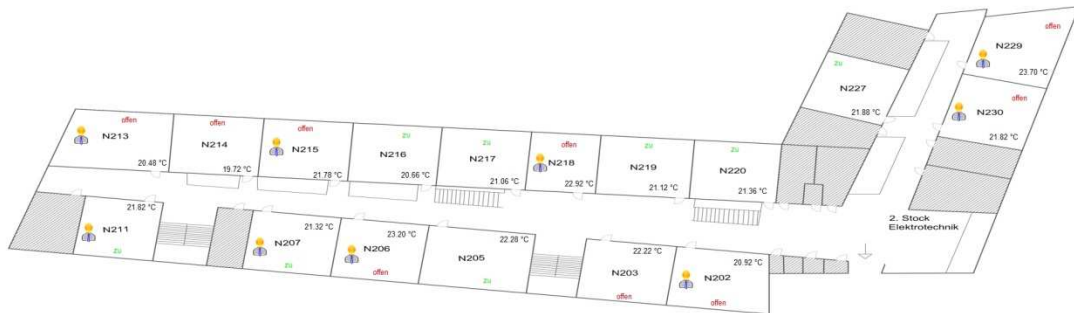 offen
N229
23.70 °C
zu
N227
21.88 °C
offen
N230
21.82 °C
offen
N213
20.48 °C
offen
N214
19.72 °C
offen
N215
21.78 °C
zu
N216
20.66 °C
zu
N217
21.06 °C
offen
N218
22.92 °C
zu
N219
21.12 °C
zu
N220
21.36 °C
2. Stock
Elektrotechnik
21.82 °C
N211
zu
21.32 °C
N207
zu
23.20 °C
N206
offen
22.28 °C
N205
zu
22.22 °C
N203
offen
20.92 °C
N202
offen